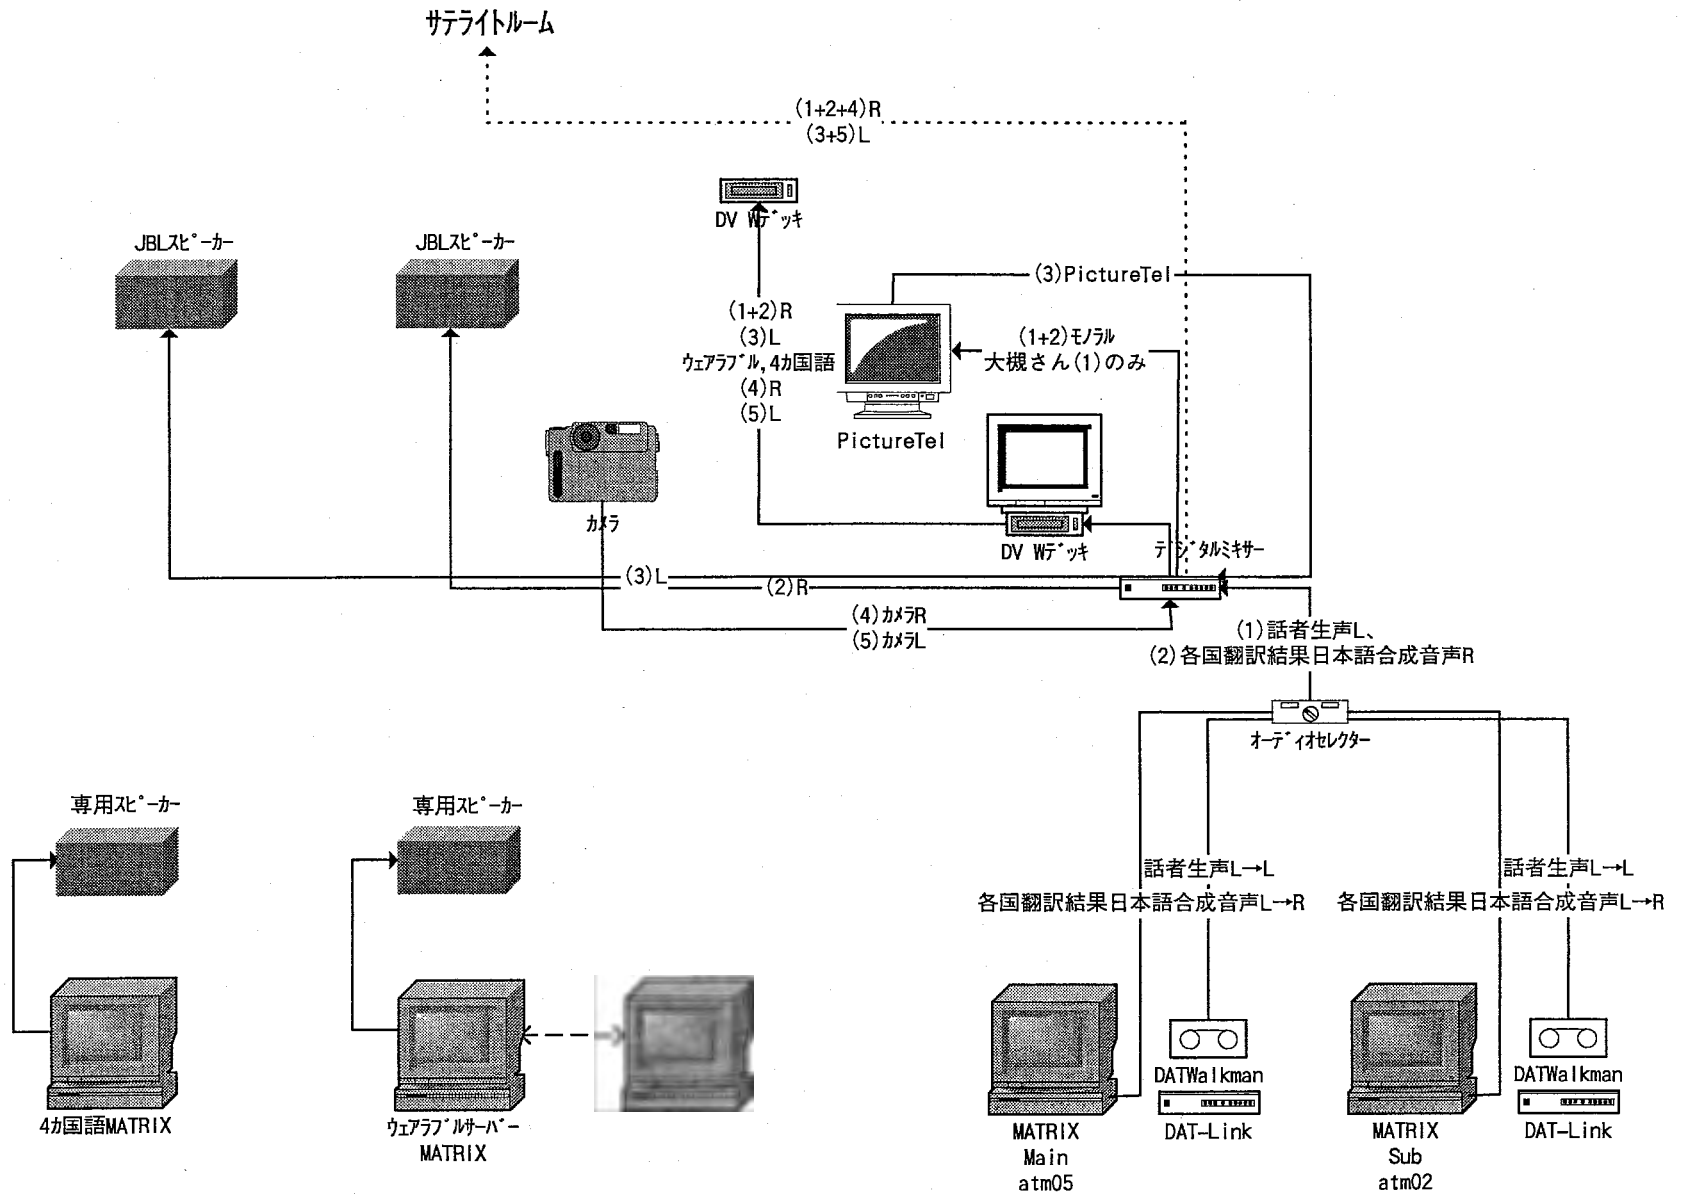 サテライトルーム
(1+2+4)R
(3+5)L
DV Wデッキ
JBLスピーカー
JBLスピーカー
(3)PictureTel
(1+2)R
(3)L
ウェアラブル,4カ国語
(4)R
(5)L
(1+2)モノラル
大槻さん(1)のみ
PictureTel
カメラ
DV Wデッキ
デジタルミキサー
(3)L
(2)R
(4)カメラR
(5)カメラL
(1)話者生声L、
(2)各国翻訳結果日本語合成音声R
オーディオセレクター
専用スピーカー
専用スピーカー
話者生声L→L
各国翻訳結果日本語合成音声L→R
話者生声L→L
各国翻訳結果日本語合成音声L→R
4カ国語MATRIX
ウェアラブルサーバー
MATRIX
DATWalkman
DAT-Link
MATRIX
Main
atm05
DATWalkman
DAT-Link
MATRIX
Sub
atm02